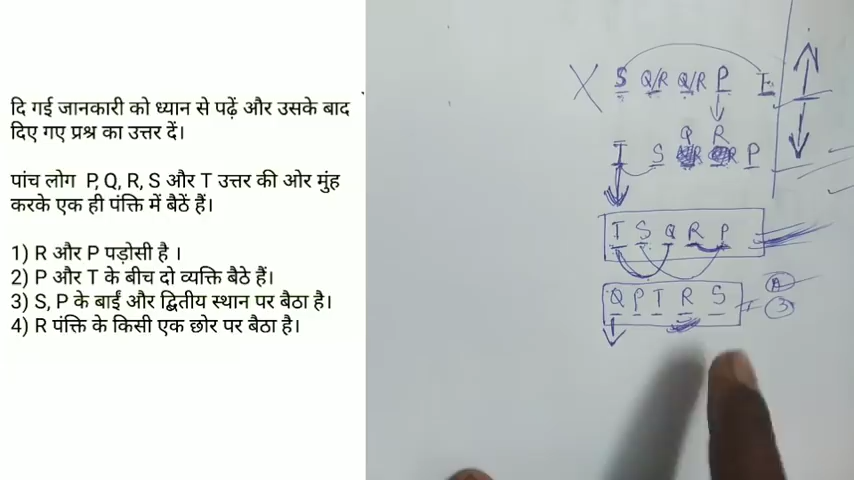 दि गई जानकारी को ध्यान से पढ़ें और उसके बाद
दिए गए प्रश्न का उत्तर दें।
पांच लोग P, Q, R, S और T उत्तर की ओर मुंह
करके एक ही पंक्ति में बैठें हैं।
1) R और P पड़ोसी है ।
2) P और T के बीच दो व्यक्ति बैठे हैं।
3) S, P के बाईं और द्वितीय स्थान पर बैठा है।
4) R पंक्ति के किसी एक छोर पर बैठा है।
S Q/R Q/R P
Q R
T S P
T S Q R P
Q P T R S
A
3